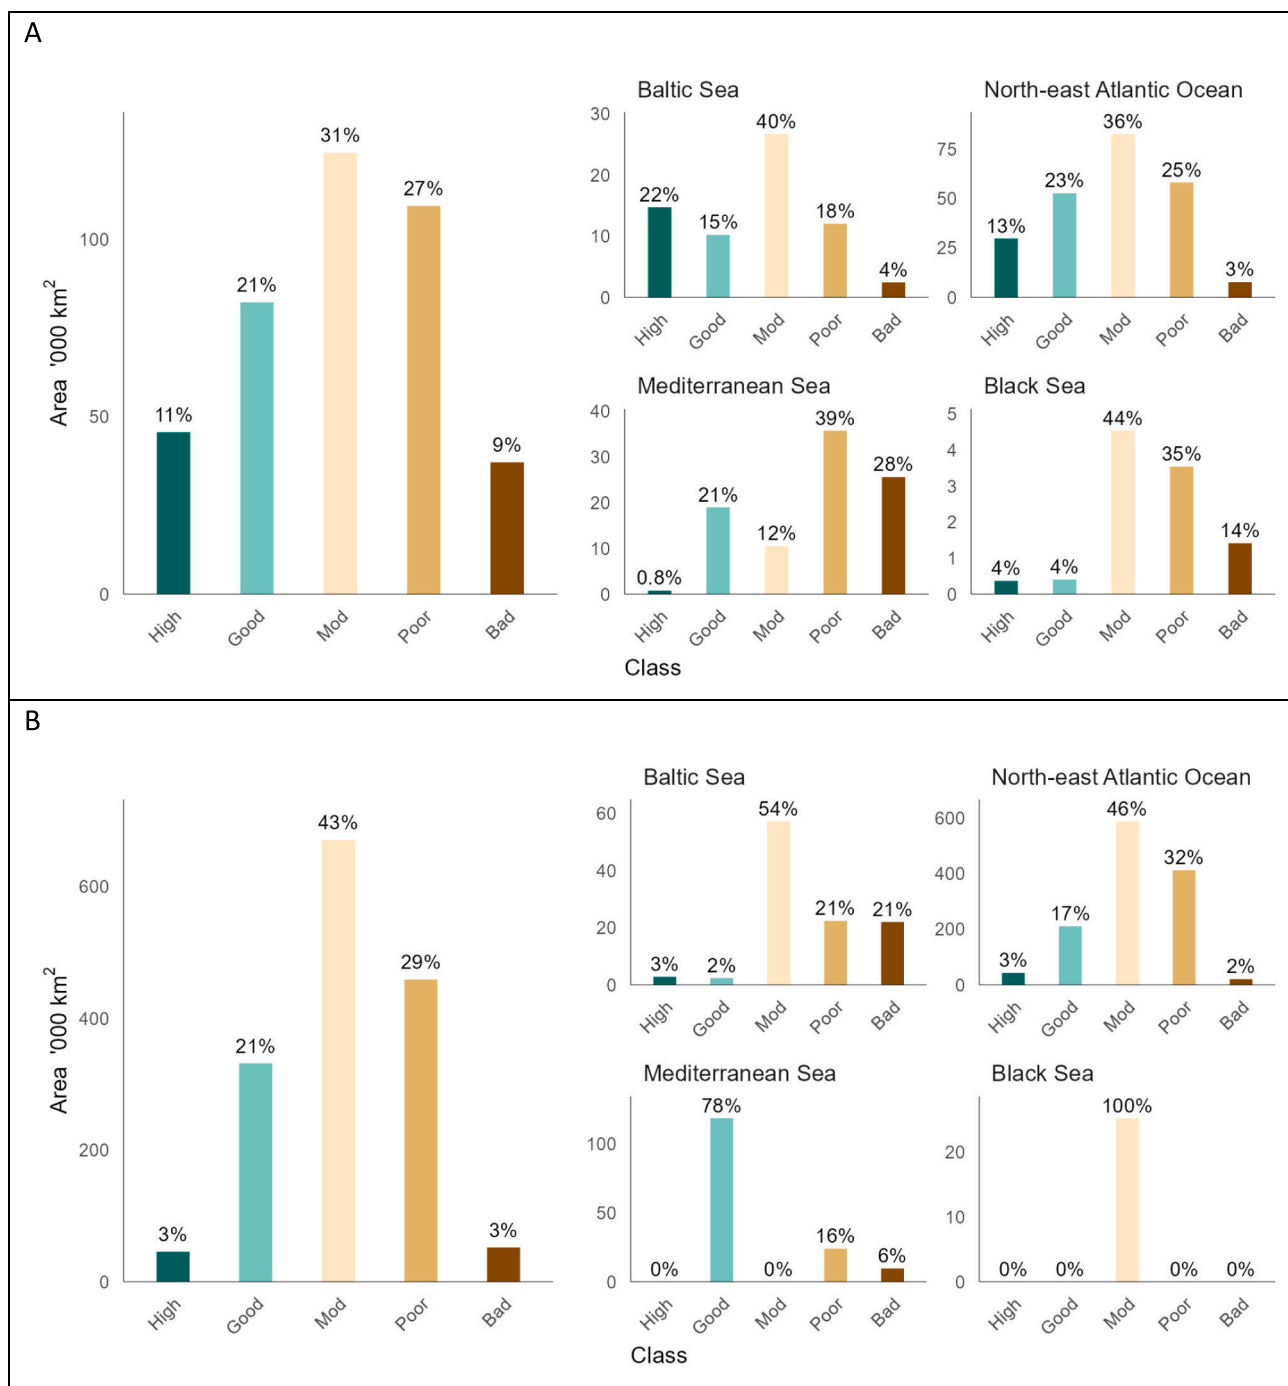 A
Area '000 km2
100
50
0
11%
21%
31%
27%
9%
High
Good
Mod
Poor
Bad
Baltic Sea
30
20
10
0
22%
15%
40%
18%
4%
High
Good
Mod
Poor
Bad
North-east Atlantic Ocean
75
50
25
0
13%
23%
36%
25%
3%
High
Good
Mod
Poor
Bad
Mediterranean Sea
40
30
20
10
0
0.8%
21%
12%
39%
28%
High
Good
Mod
Poor
Bad
Black Sea
5
4
3
2
1
0
4%
4%
44%
35%
14%
High
Good
Mod
Poor
Bad
Class
B
Area '000 km2
600
400
200
0
3%
21%
43%
29%
3%
High
Good
Mod
Poor
Bad
Baltic Sea
60
40
20
0
3%
2%
54%
21%
21%
High
Good
Mod
Poor
Bad
North-east Atlantic Ocean
600
400
200
0
3%
17%
46%
32%
2%
High
Good
Mod
Poor
Bad
Mediterranean Sea
100
50
0
0%
78%
0%
16%
6%
High
Good
Mod
Poor
Bad
Black Sea
20
10
0
0%
0%
100%
0%
0%
High
Good
Mod
Poor
Bad
Class